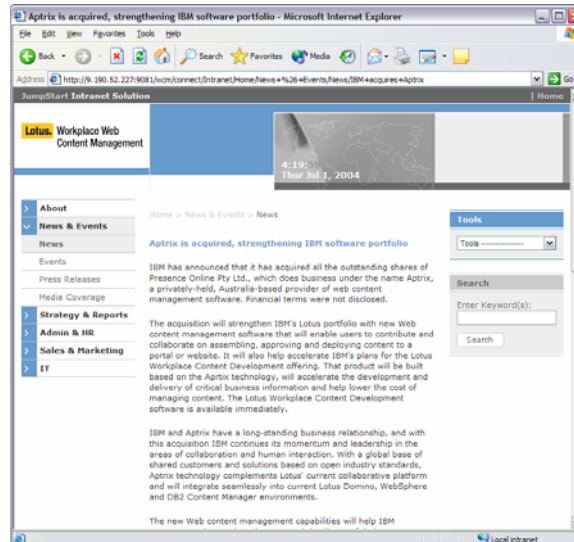 Aptrix is acquired, strengthening IBM software portfolio - Microsoft Internet Explorer
File Edit View Favorites Tools Help
Back Search Favorites Media
Address http://9.190.52.227:9081/wcm/connect/Intranet/Home/News+%26+Events/News/IBM+acquires+Aptrix Go
JumpStart Intranet Solution | Home
Lotus. Workplace Web
Content Management
4:19:
Thur Jul 1, 2004
About
News & Events
News
Events
Press Releases
Media Coverage
Strategy & Reports
Admin & HR
Sales & Marketing
IT
Home > News & Events > News
Aptrix is acquired, strengthening IBM software portfolio
IBM has announced that it has acquired all the outstanding shares of
Presence Online Pty Ltd., which does business under the name Aptrix,
a privately-held, Australia-based provider of web content
management software. Financial terms were not disclosed.
The acquisition will strengthen IBM's Lotus portfolio with new Web
content management software that will enable users to contribute and
collaborate on assembling, approving and deploying content to a
portal or website. It will also help accelerate IBM's plans for the Lotus
Workplace Content Development offering. That product will be built
based on the Aptrix technology, will accelerate the development and
delivery of critical business information and help lower the cost of
managing content. The Lotus Workplace Content Development
software is available immediately.
IBM and Aptrix have a long-standing business relationship, and with
this acquisition IBM continues its momentum and leadership in the
areas of collaboration and human interaction. With a global base of
shared customers and solutions based on open industry standards,
Aptrix technology complements Lotus' current collaborative platform
and will integrate seamlessly into current Lotus Domino, WebSphere
and DB2 Content Manager environments.
The new Web content management capabilities will help IBM
Tools
Tools ---------------
Search
Enter Keyword(s):
Search
Local intranet